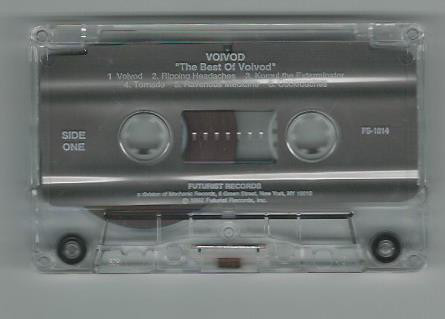 VOIVOD
"The Best Of Voivod"
1 Voivod 2. Ripping Headaches 3. Korgul the Exterminator
4. Tornado 5. Ravenous Medicine 6. Cockroaches
SIDE
ONE
FS-1014
FUTURIST RECORDS
a division of Mechanic Records, 6 Green Street, New York, NY 10013
© 1992 Futurist Records, Inc.